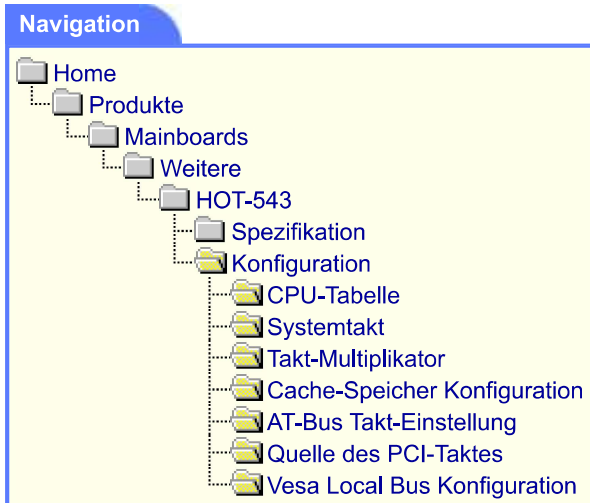 Navigation
Home
Produkte
Mainboards
Weitere
HOT-543
Spezifikation
Konfiguration
CPU-Tabelle
Systemtakt
Takt-Multiplikator
Cache-Speicher Konfiguration
AT-Bus Takt-Einstellung
Quelle des PCI-Taktes
Vesa Local Bus Konfiguration